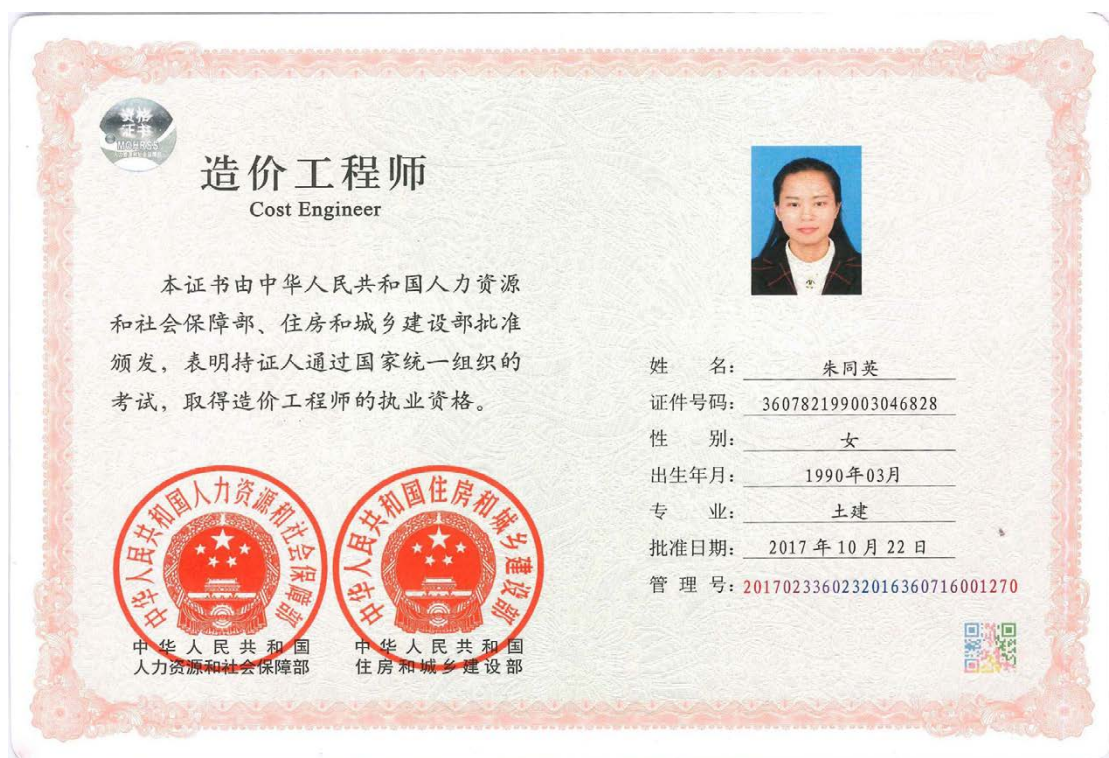 资格
证书
MOHRSS
造价工程师
Cost Engineer
本证书由中华人民共和国人力资源
和社会保障部、住房和城乡建设部批准
颁发，表明持证人通过国家统一组织的
考试，取得造价工程师的执业资格。
中华人民共和国人力资源和社会保障部
中华人民共和国住房和城乡建设部
中华人民共和国
人力资源和社会保障部
中华人民共和国
住房和城乡建设部
姓 名：朱同英
证件号码：360782199003046828
性 别：女
出生年月：1990年03月
专 业：土建
批准日期：2017年10月22日
管 理 号：2017023360232016360716001270